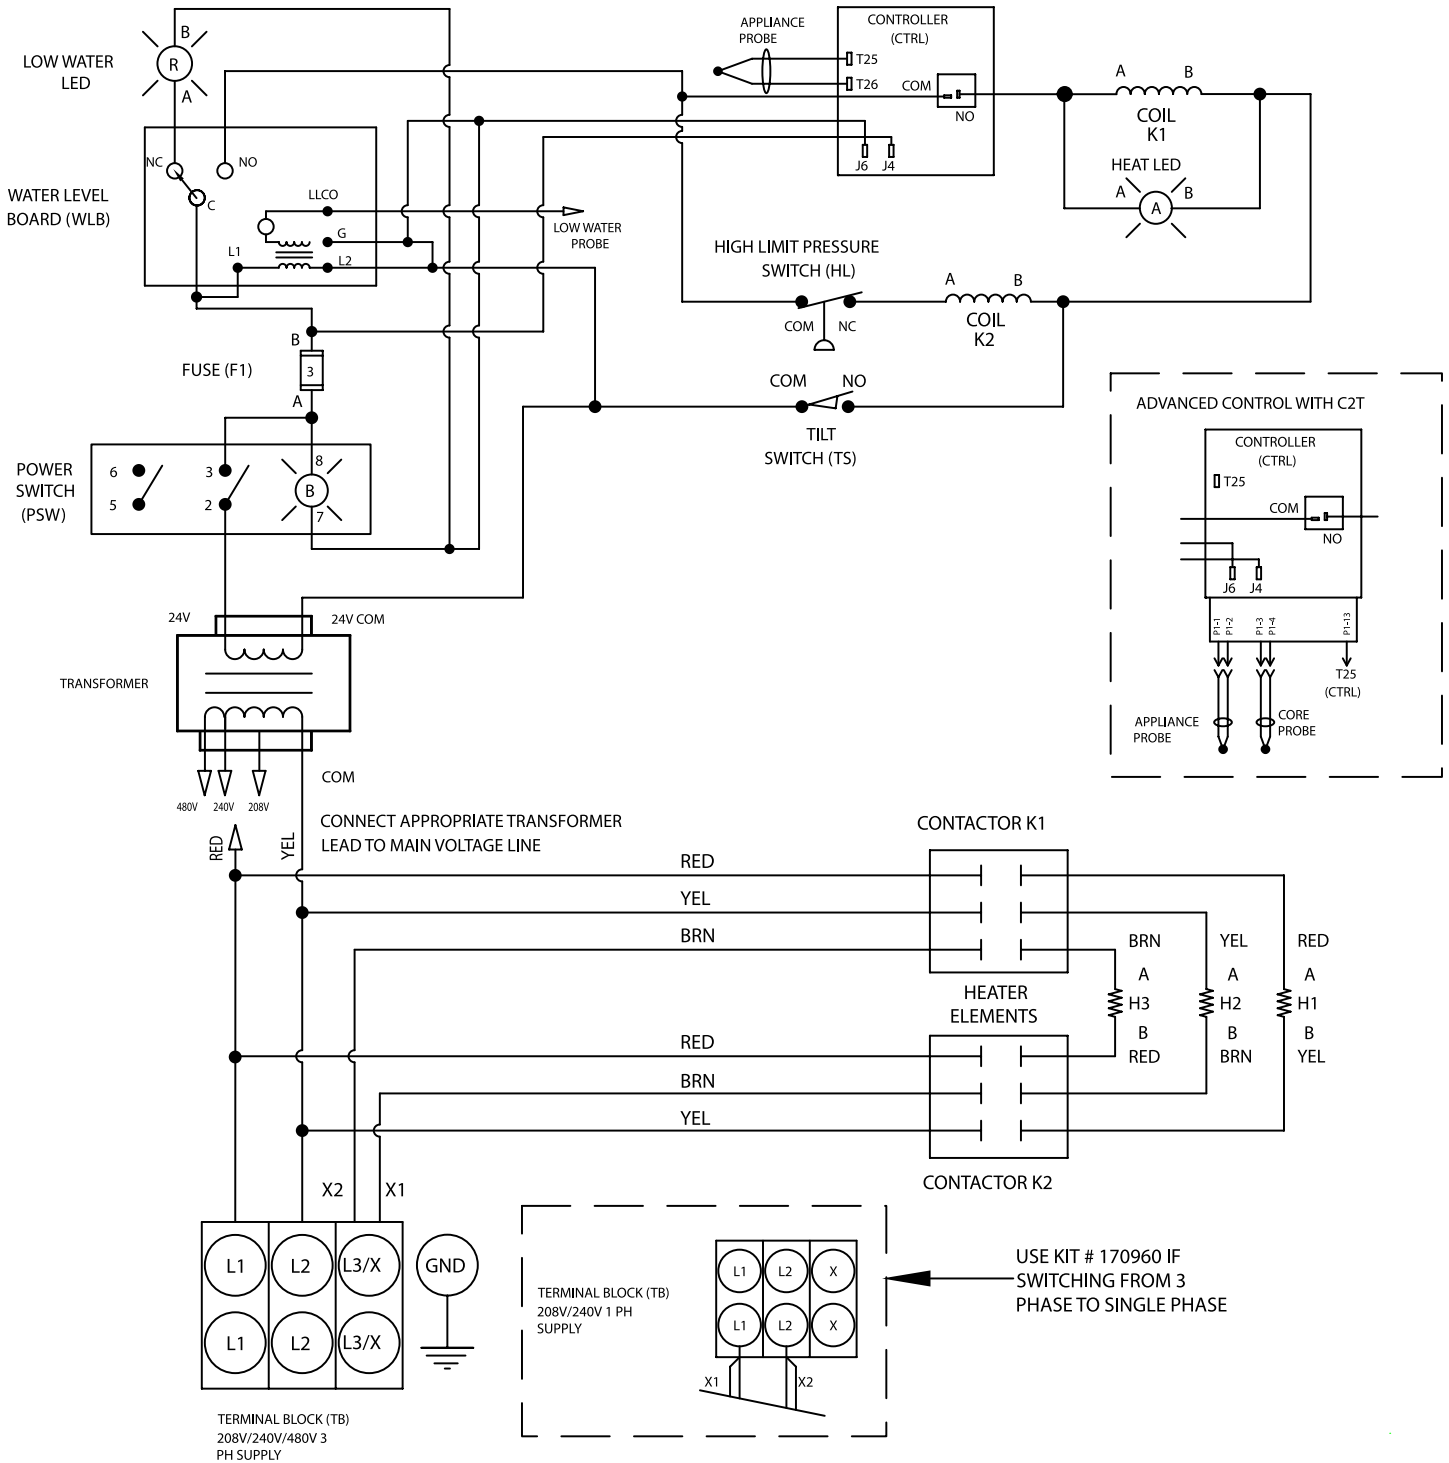 B
LOW WATER
LED
R
A
APPLIANCE
PROBE
CONTROLLER
(CTRL)
T25
T26
COM
NO
J6
J4
A
B
COIL
K1
HEAT LED
A
A
B
NC
NO
C
WATER LEVEL
BOARD (WLB)
LLCO
G
L1
L2
LOW WATER
PROBE
HIGH LIMIT PRESSURE
SWITCH (HL)
A
B
COM
NC
COIL
K2
B
FUSE (F1)
3
A
COM
NO
TILT
SWITCH (TS)
POWER
SWITCH
(PSW)
6
5
3
2
8
B
7
ADVANCED CONTROL WITH C2T
CONTROLLER
(CTRL)
T25
COM
NO
J6
J4
P1-1
P1-2
P1-3
P1-4
P1-13
T25
(CTRL)
APPLIANCE
PROBE
CORE
PROBE
24V
24V COM
TRANSFORMER
COM
480V
240V
208V
RED
YEL
CONNECT APPROPRIATE TRANSFORMER
LEAD TO MAIN VOLTAGE LINE
CONTACTOR K1
RED
YEL
BRN
BRN
YEL
RED
A
A
A
HEATER
ELEMENTS
H3
H2
H1
B
B
B
RED
BRN
YEL
RED
BRN
YEL
CONTACTOR K2
X2
X1
L1
L2
L3/X
GND
L1
L2
L3/X
TERMINAL BLOCK (TB)
208V/240V/480V 3
PH SUPPLY
TERMINAL BLOCK (TB)
208V/240V 1 PH
SUPPLY
L1
L2
X
L1
L2
X
X1
X2
USE KIT # 170960 IF
SWITCHING FROM 3
PHASE TO SINGLE PHASE